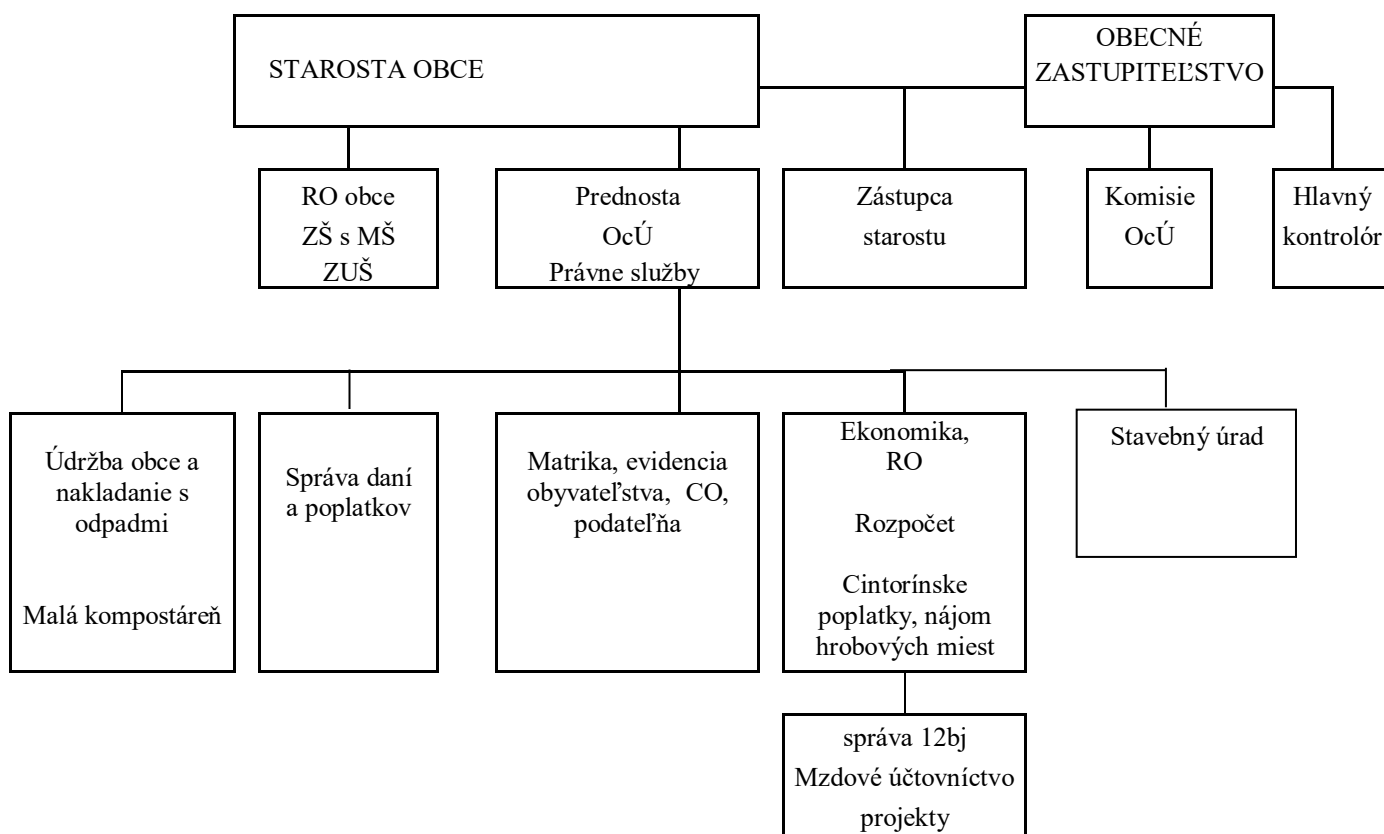 STAROSTA OBCE
OBECNÉ
ZASTUPITEĽSTVO
RO obce
ZŠ s MŠ
ZUŠ
Prednosta
OcÚ
Právne služby
Zástupca
starostu
Komisie
OcÚ
Hlavný
kontrolór
Údržba obce a
nakladanie s
odpadmi
Malá kompostáreň
Správa daní
a poplatkov
Matrika, evidencia
obyvateľstva, CO,
podateľňa
Ekonomika,
RO
Rozpočet
Cintorínske
poplatky, nájom
hrobových miest
Stavebný úrad
správa 12bj
Mzdové účtovníctvo
projekty